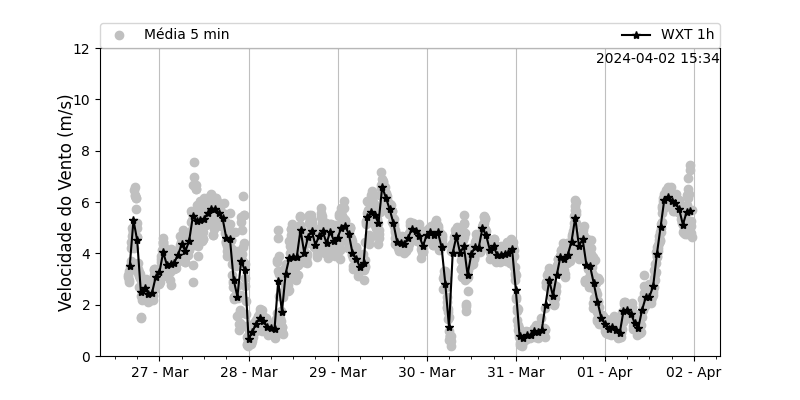 Média 5 min
WXT 1h
2024-04-02 15:34
Velocidade do Vento (m/s)
12
10
8
6
4
2
0
27 - Mar
28 - Mar
29 - Mar
30 - Mar
31 - Mar
01 - Apr
02 - Apr